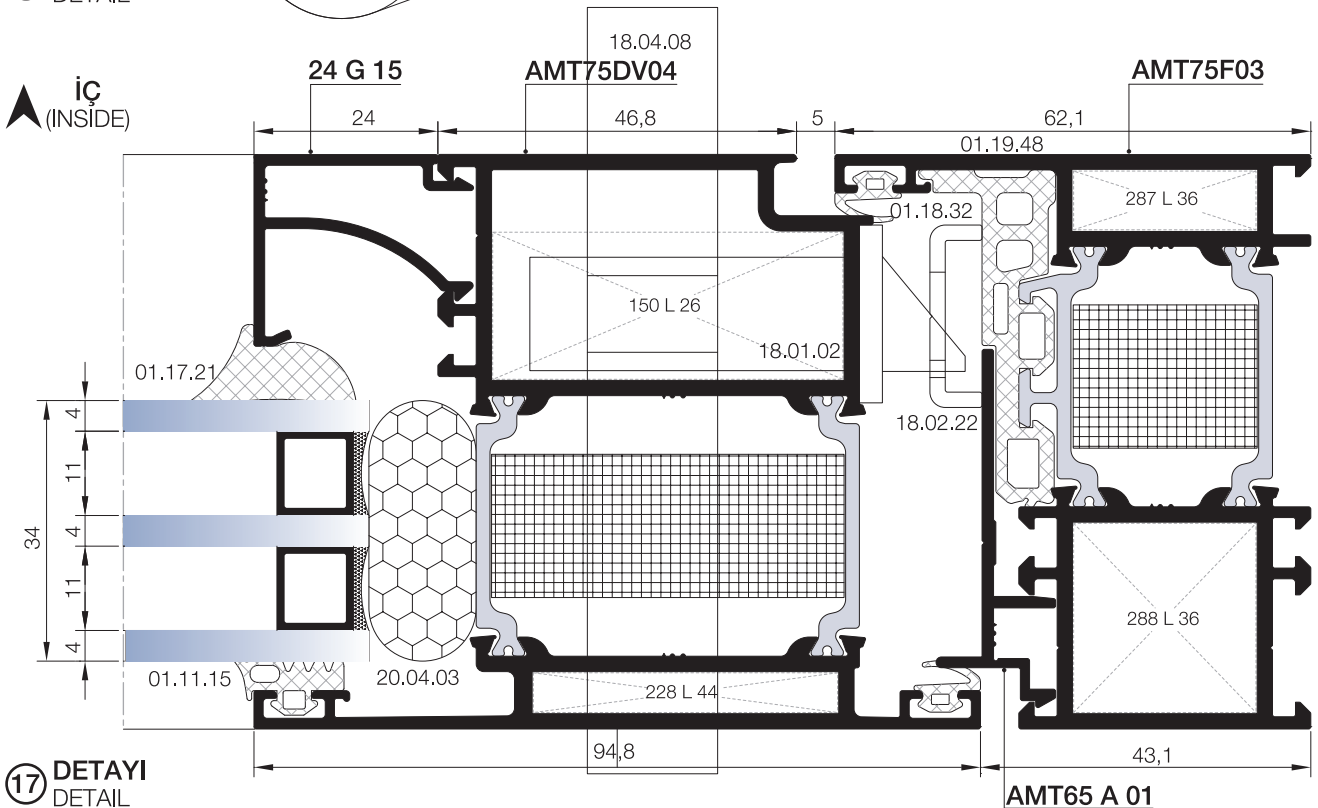 DETAIL
18.04.08
24 G 15
AMT75DV04
AMT75F03
İÇ
(INSİDE)
24
46,8
5
62,1
01.19.48
287 L 36
01.18.32
150 L 26
18.01.02
01.17.21
18.02.22
4
11
4
11
4
34
288 L 36
01.11.15
20.04.03
228 L 44
94,8
43,1
17 DETAYI
DETAIL
AMT65 A 01